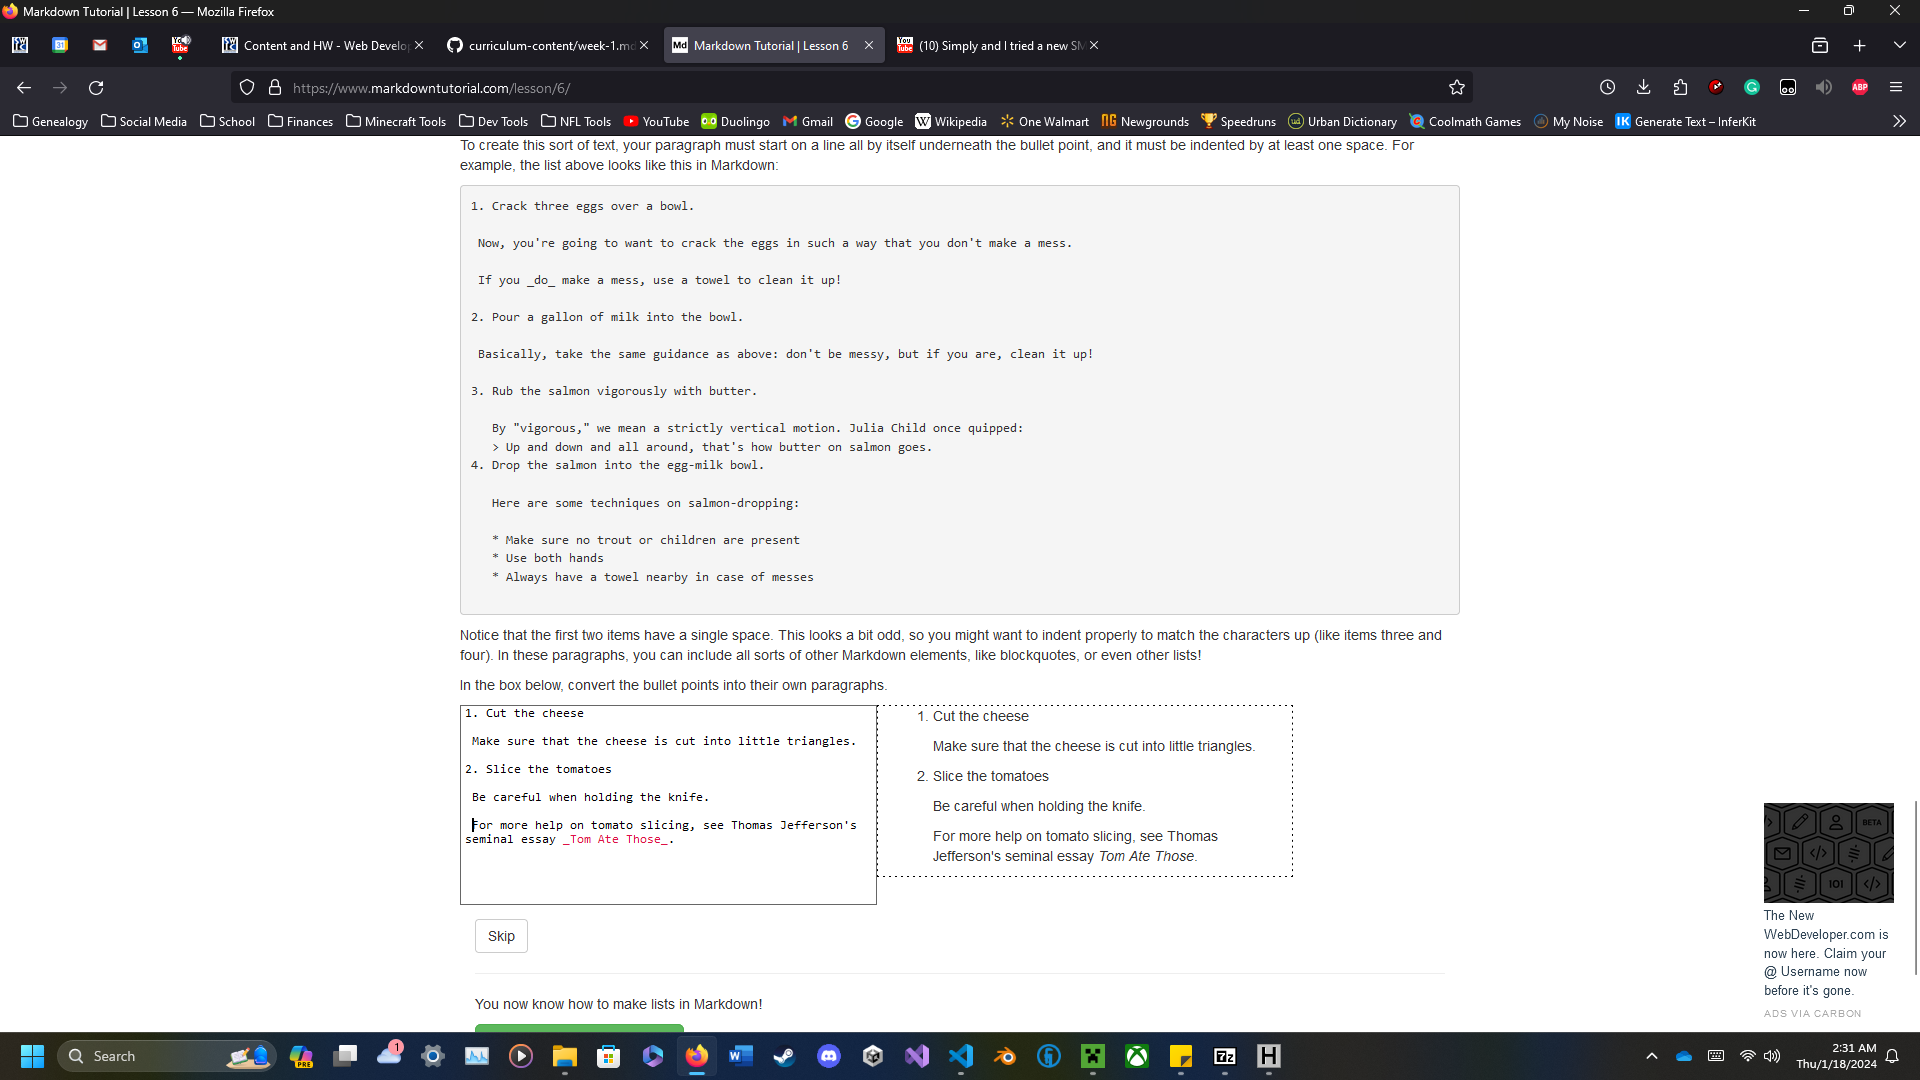 Markdown Tutorial | Lesson 6 — Mozilla Firefox
Content and HW - Web Develo
curriculum-content/week-1.md
Markdown Tutorial | Lesson 6
(10) Simply and I tried a new SM
https://www.markdowntutorial.com/lesson/6/
ABP
Genealogy
Social Media
School
Finances
Minecraft Tools
Dev Tools
NFL Tools
YouTube
Duolingo
Gmail
Google
Wikipedia
One Walmart
Newgrounds
Speedruns
Urban Dictionary
Coolmath Games
My Noise
Generate Text – InferKit
To create this sort of text, your paragraph must start on a line all by itself underneath the bullet point, and it must be indented by at least one space. For
example, the list above looks like this in Markdown:
1. Crack three eggs over a bowl.
Now, you're going to want to crack the eggs in such a way that you don't make a mess.
If you _do_ make a mess, use a towel to clean it up!
2. Pour a gallon of milk into the bowl.
Basically, take the same guidance as above: don't be messy, but if you are, clean it up!
3. Rub the salmon vigorously with butter.
By "vigorous," we mean a strictly vertical motion. Julia Child once quipped:
> Up and down and all around, that's how butter on salmon goes.
4. Drop the salmon into the egg-milk bowl.
Here are some techniques on salmon-dropping:
* Make sure no trout or children are present
* Use both hands
* Always have a towel nearby in case of messes
Notice that the first two items have a single space. This looks a bit odd, so you might want to indent properly to match the characters up (like items three and
four). In these paragraphs, you can include all sorts of other Markdown elements, like blockquotes, or even other lists!
In the box below, convert the bullet points into their own paragraphs.
1. Cut the cheese
Make sure that the cheese is cut into little triangles.
2. Slice the tomatoes
Be careful when holding the knife.
For more help on tomato slicing, see Thomas Jefferson's
seminal essay _Tom Ate Those_.
1. Cut the cheese
Make sure that the cheese is cut into little triangles.
2. Slice the tomatoes
Be careful when holding the knife.
For more help on tomato slicing, see Thomas
Jefferson's seminal essay Tom Ate Those.
Skip
You now know how to make lists in Markdown!
BETA
The New
WebDeveloper.com is
now here. Claim your
@ Username now
before it's gone.
ADS VIA CARBON
Search
PRE
1
2:31 AM
Thu/1/18/2024